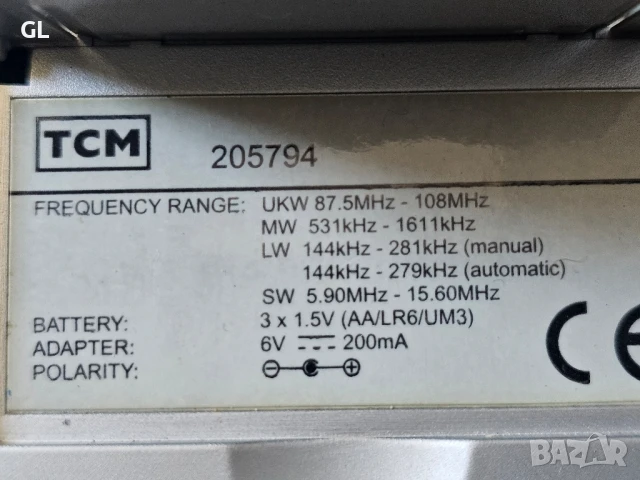 GL
TCM
205794
FREQUENCY RANGE: UKW 87.5MHz - 108MHz
MW 531kHz - 1611kHz
LW 144kHz - 281kHz (manual)
144kHz - 279kHz (automatic)
SW 5.90MHz - 15.60MHz
BATTERY: 3 x 1.5V (AA/LR6/UM3)
ADAPTER: 6V ⎓ 200mA
POLARITY:
CE
BAZAR